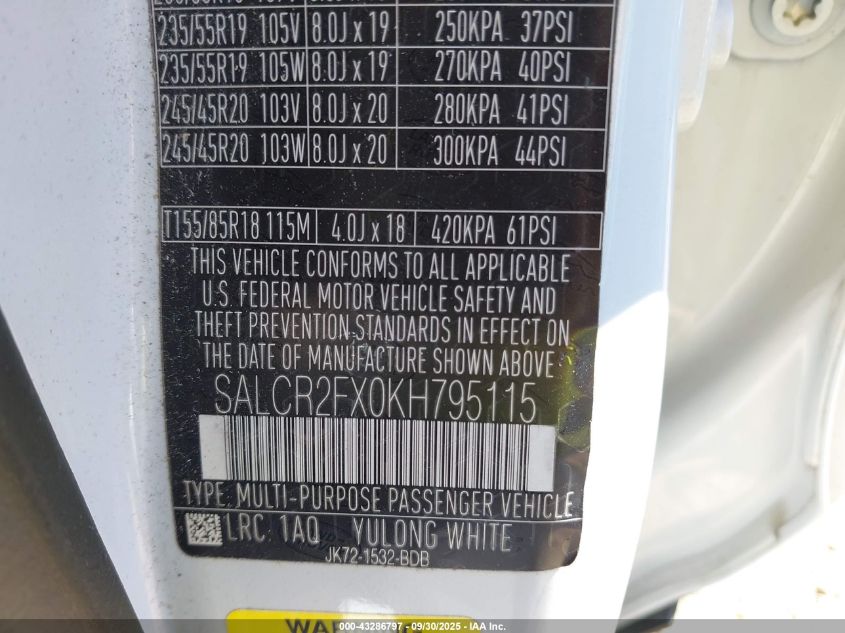 235/55R19 105V 8.0J x 19 250KPA 37PSI
235/55R19 105W 8.0J x 19 270KPA 40PSI
245/45R20 103V 8.0J x 20 280KPA 41PSI
245/45R20 103W 8.0J x 20 300KPA 44PSI
T155/85R18 115M 4.0J x 18 420KPA 61PSI
THIS VEHICLE CONFORMS TO ALL APPLICABLE
U.S. FEDERAL MOTOR VEHICLE SAFETY AND
THEFT PREVENTION STANDARDS IN EFFECT ON
THE DATE OF MANUFACTURE SHOWN ABOVE
SALCR2FX0KH795115
TYPE: MULTI-PURPOSE PASSENGER VEHICLE
LRC: 1AQ YULONG WHITE
JK72-1532-BDB
000-43286797 - 09/30/2025 - IAA Inc.